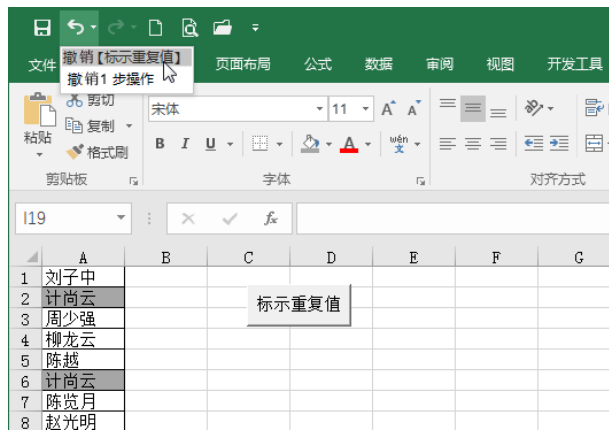 撤销【标示重复值】
撤销1 步操作
文件 页面布局 公式 数据 审阅 视图 开发工具
剪切
复制
格式刷
粘贴
宋体 11 A A
B I U A wén 文
剪贴板 字体 对齐方式
I19 fx
A B C D E F G
1 刘子中
2 计尚云
3 周少强
4 柳龙云
5 陈越
6 计尚云
7 陈览月
8 赵光明
标示重复值